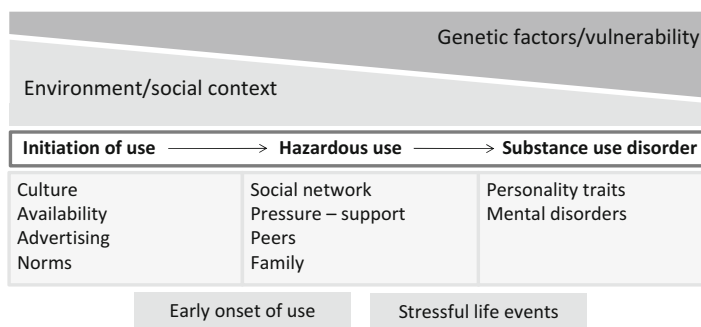 Genetic factors/vulnerability
Environment/social context
Initiation of use → Hazardous use → Substance use disorder
Culture
Availability
Advertising
Norms
Social network
Pressure – support
Peers
Family
Personality traits
Mental disorders
Early onset of use
Stressful life events